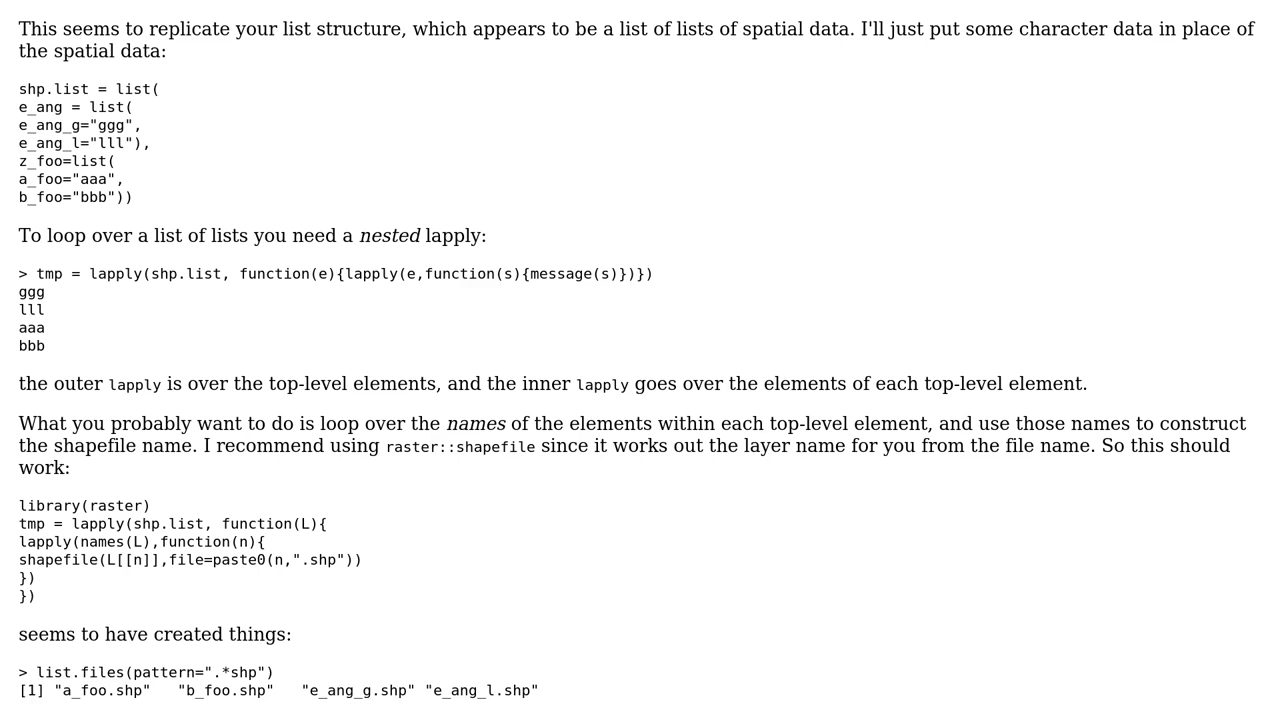 This seems to replicate your list structure, which appears to be a list of lists of spatial data. I'll just put some character data in place of
the spatial data:
shp.list = list(
e_ang = list(
e_ang_g="ggg",
e_ang_l="lll"),
z_foo=list(
a_foo="aaa",
b_foo="bbb"))
To loop over a list of lists you need a nested lapply:
> tmp = lapply(shp.list, function(e){lapply(e,function(s){message(s)})})
ggg
lll
aaa
bbb
the outer lapply is over the top-level elements, and the inner lapply goes over the elements of each top-level element.
What you probably want to do is loop over the names of the elements within each top-level element, and use those names to construct
the shapefile name. I recommend using raster::shapefile since it works out the layer name for you from the file name. So this should
work:
library(raster)
tmp = lapply(shp.list, function(L){
lapply(names(L),function(n){
shapefile(L[[n]],file=paste0(n,".shp"))
})
})
seems to have created things:
> list.files(pattern=".*shp")
[1] "a_foo.shp"   "b_foo.shp"   "e_ang_g.shp" "e_ang_l.shp"